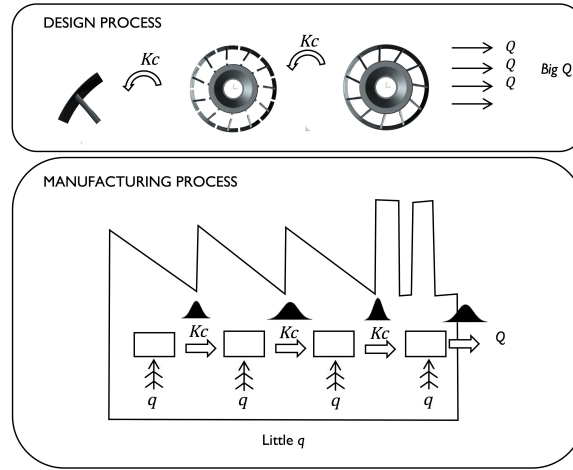 DESIGN PROCESS
Kc
Kc
Q
Q
Q
Big Q
MANUFACTURING PROCESS
Kc
Kc
Kc
Q
q
q
q
q
Little q